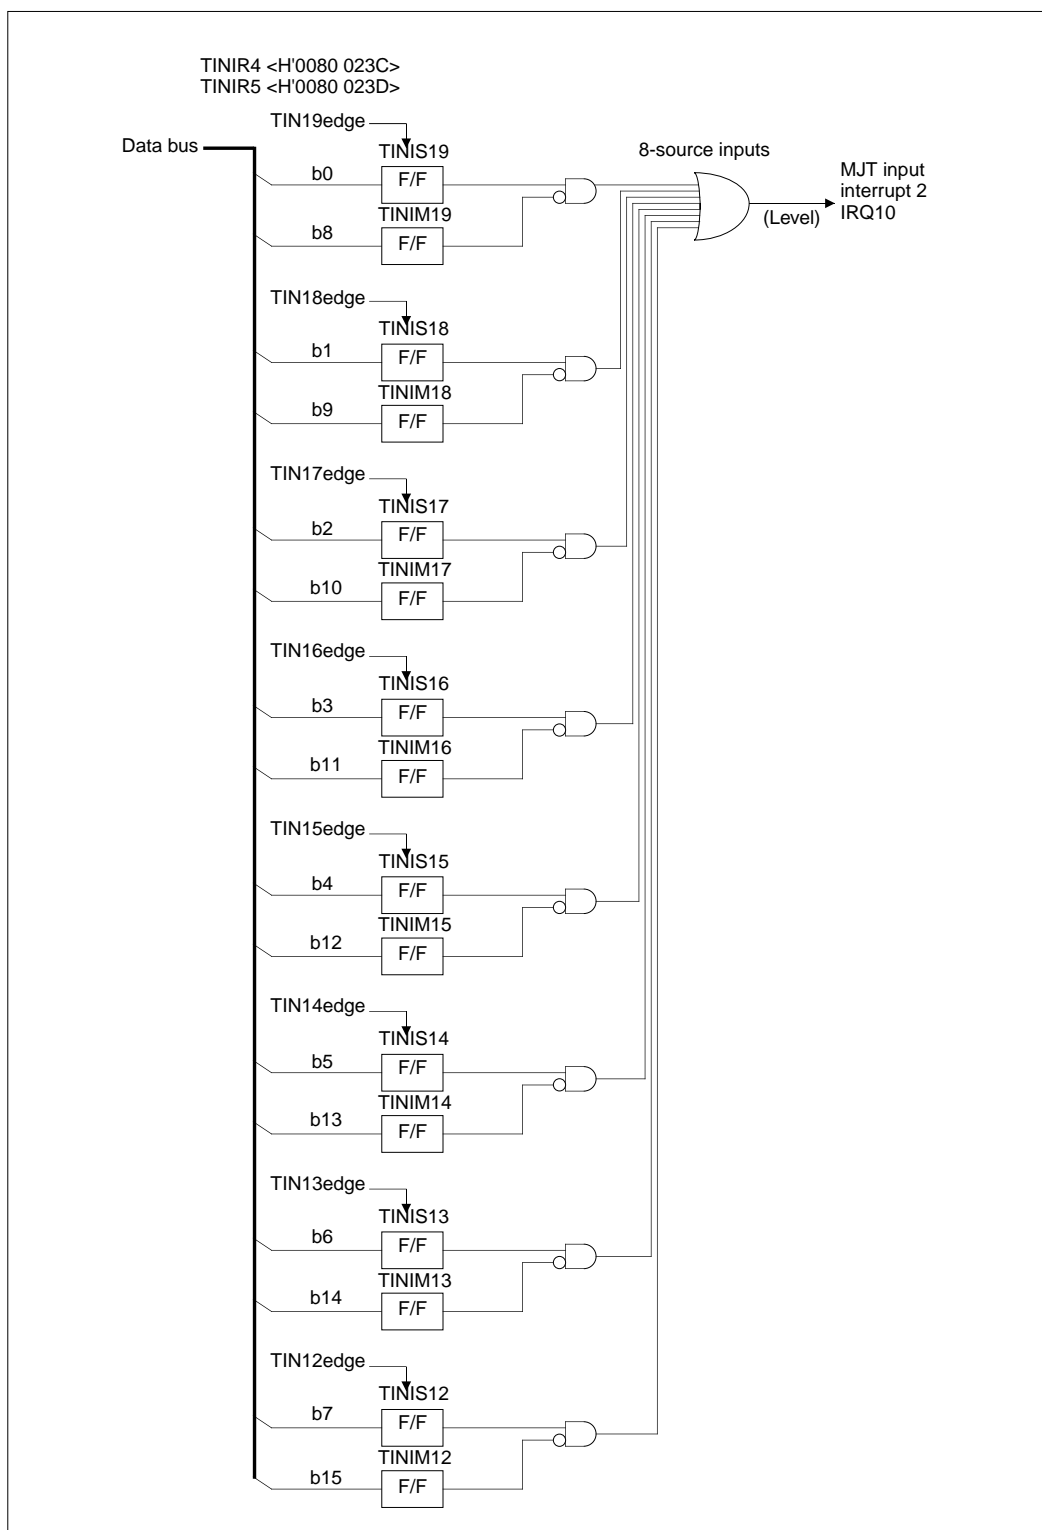 TINIR4 <H'0080 023C>
TINIR5 <H'0080 023D>
TIN19edge
Data bus
TINIS19
8-source inputs
b0
F/F
MJT input
interrupt 2
IRQ10
(Level)
TINIM19
b8
F/F
TIN18edge
TINIS18
b1
F/F
TINIM18
b9
F/F
TIN17edge
TINIS17
b2
F/F
TINIM17
b10
F/F
TIN16edge
TINIS16
b3
F/F
TINIM16
b11
F/F
TIN15edge
TINIS15
b4
F/F
TINIM15
b12
F/F
TIN14edge
TINIS14
b5
F/F
TINIM14
b13
F/F
TIN13edge
TINIS13
b6
F/F
TINIM13
b14
F/F
TIN12edge
TINIS12
b7
F/F
TINIM12
b15
F/F